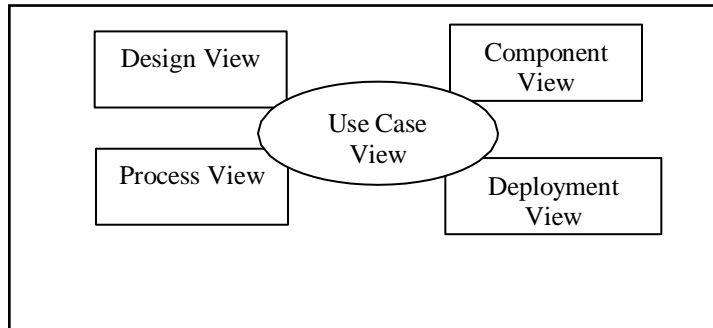 Design View
Component
View
Use Case
View
Process View
Deployment
View